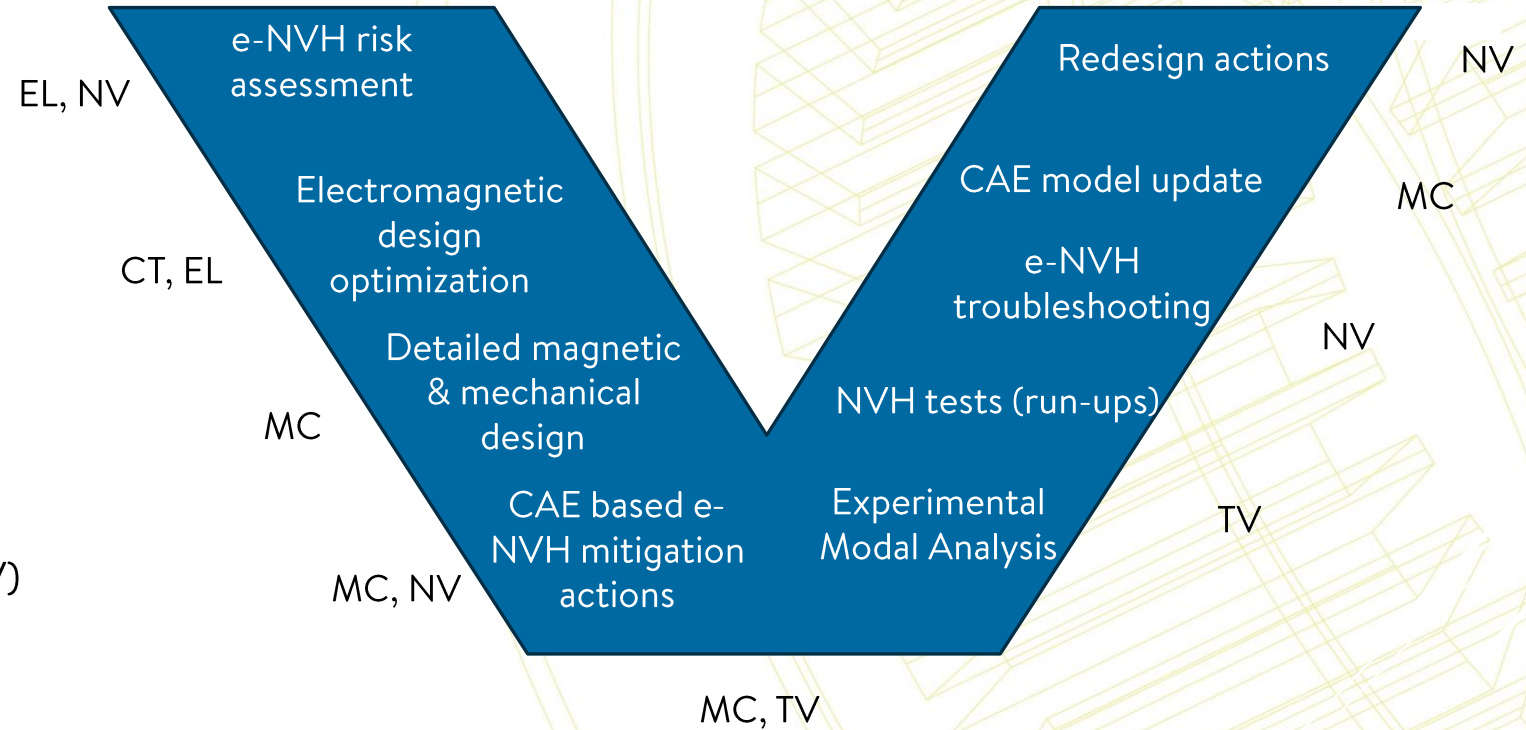 e-NVH risk
assessment
EL, NV
Electromagnetic
design
optimization
CT, EL
Detailed magnetic
& mechanical
design
MC
CAE based e-
NVH mitigation
actions
MC, NV
MC, TV
Experimental
Modal Analysis
TV
NVH tests (run-ups)
e-NVH
troubleshooting
NV
CAE model update
MC
Redesign actions
NV